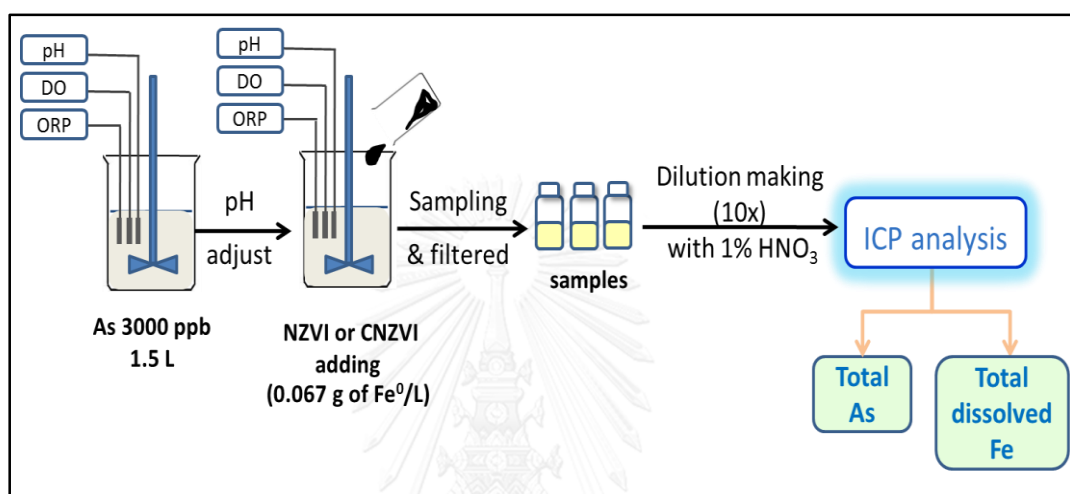 pH
DO
ORP
As 3000 ppb
1.5 L
pH
adjust
pH
DO
ORP
NZVI or CNZVI
adding
(0.067 g of Fe⁰/L)
Sampling
& filtered
samples
Dilution making
(10x)
with 1% HNO₃
ICP analysis
Total
As
Total
dissolved
Fe